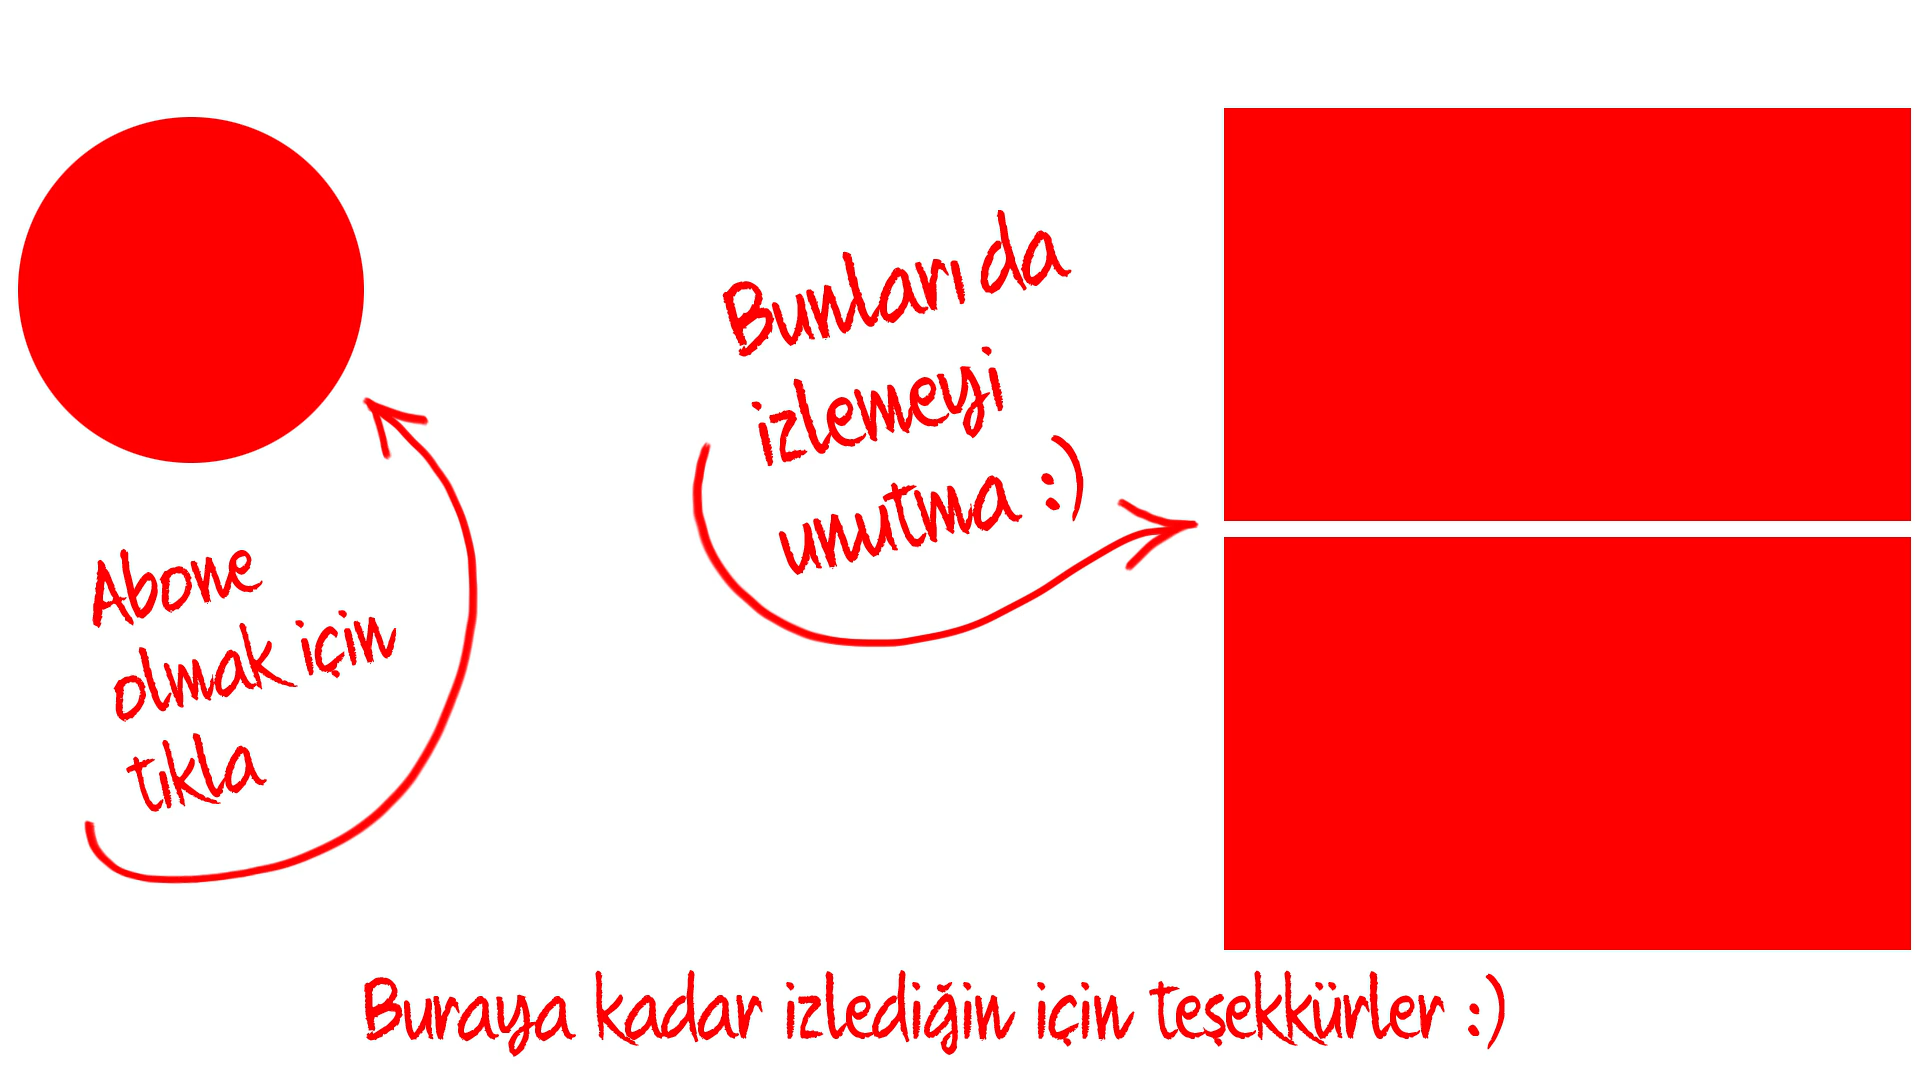 Abone
olmak için
tıkla
Bunları da
izlemeyi
unutma :)
Buraya kadar izlediğin için teşekkürler :)